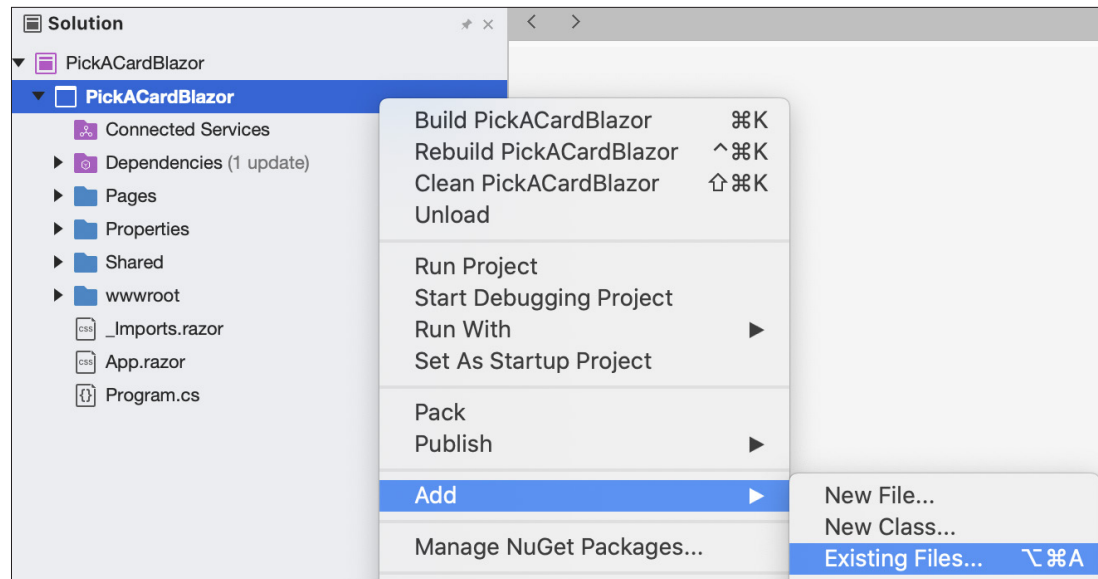 Solution
PickACardBlazor
PickACardBlazor
Connected Services
Dependencies (1 update)
Pages
Properties
Shared
wwwroot
_Imports.razor
App.razor
Program.cs
Build PickACardBlazor ⌘K
Rebuild PickACardBlazor ^⌘K
Clean PickACardBlazor ⇧⌘K
Unload
Run Project
Start Debugging Project
Run With
Set As Startup Project
Pack
Publish
Add
Manage NuGet Packages...
New File...
New Class...
Existing Files... ⌥⌘A